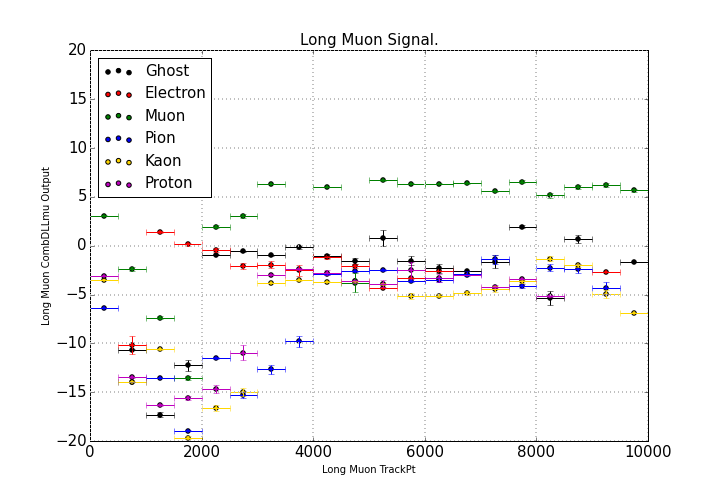 Long Muon Signal.
20
15
10
5
0
−5
−10
−15
−20
Long Muon CombDLLmu Output
Ghost
Electron
Muon
Pion
Kaon
Proton
0 2000 4000 6000 8000 10000
Long Muon TrackPt